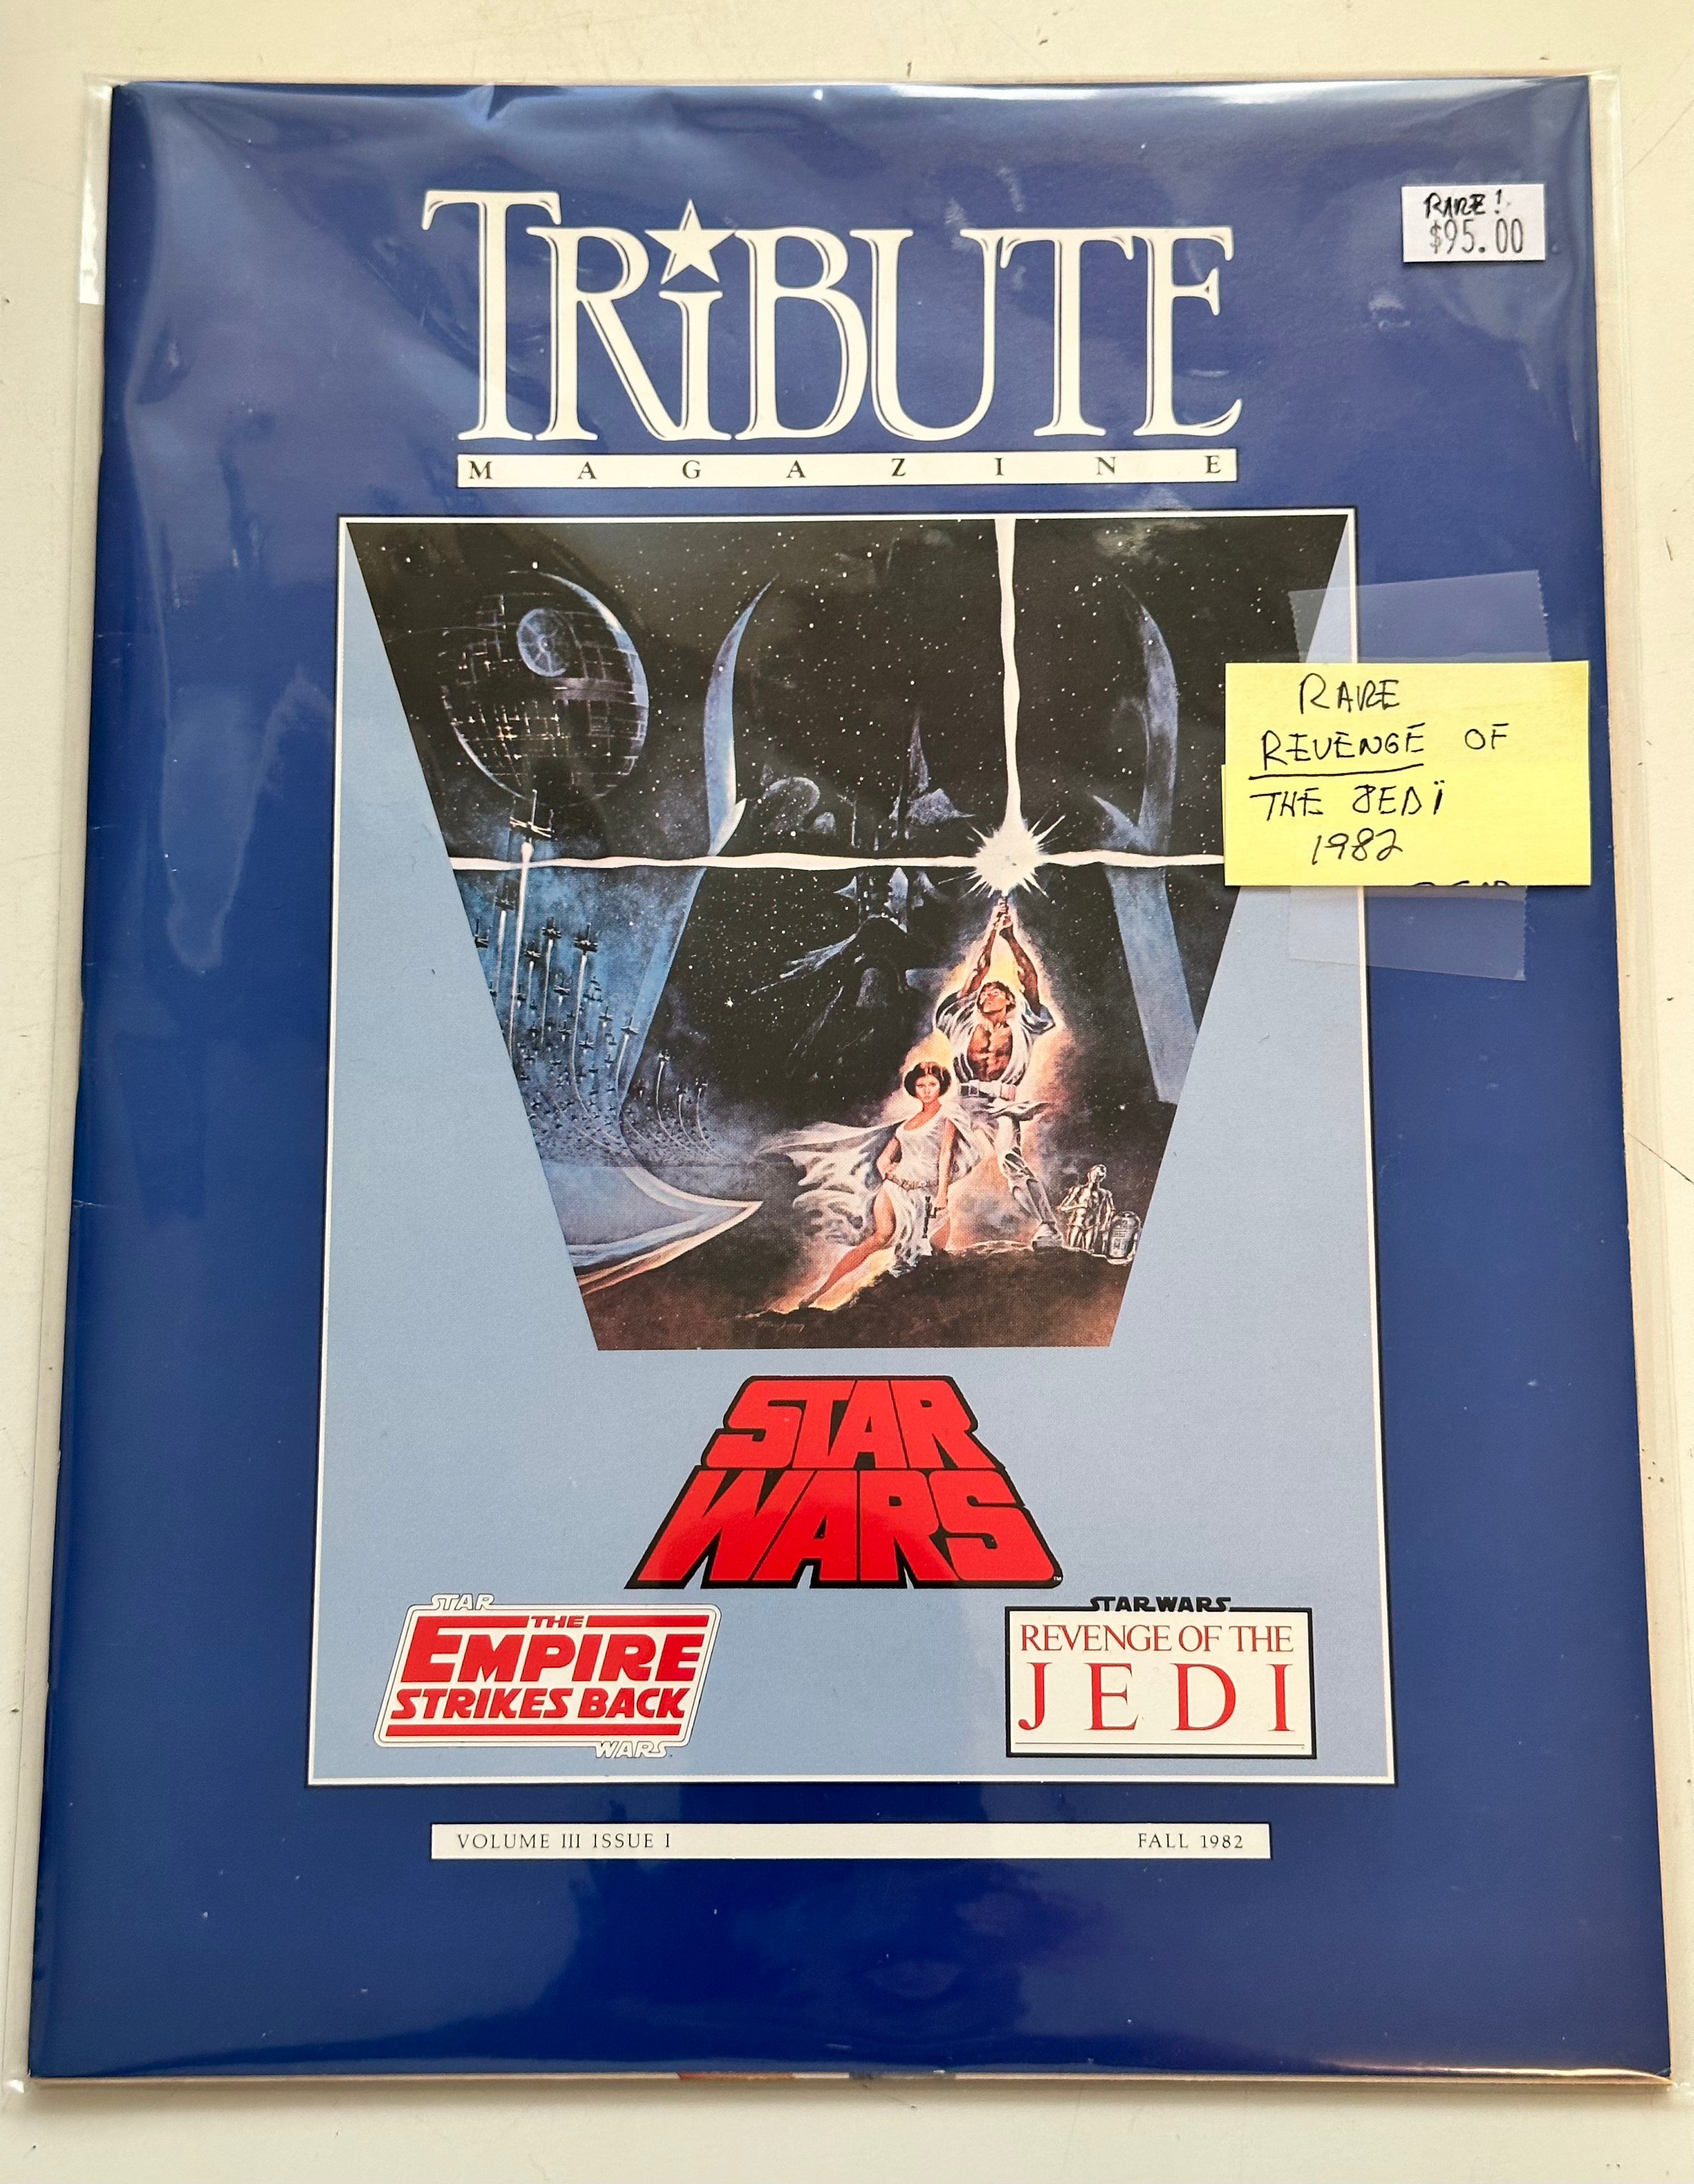 TRiBUTE
MAGAZINE
RARE!
$95.00
RARE
REVENGE OF
THE JEDI
1982
STAR
WARS
STAR
THE
EMPIRE
STRIKES BACK
WARS
STAR WARS
REVENGE OF THE
JEDI
VOLUME III ISSUE I
FALL 1982